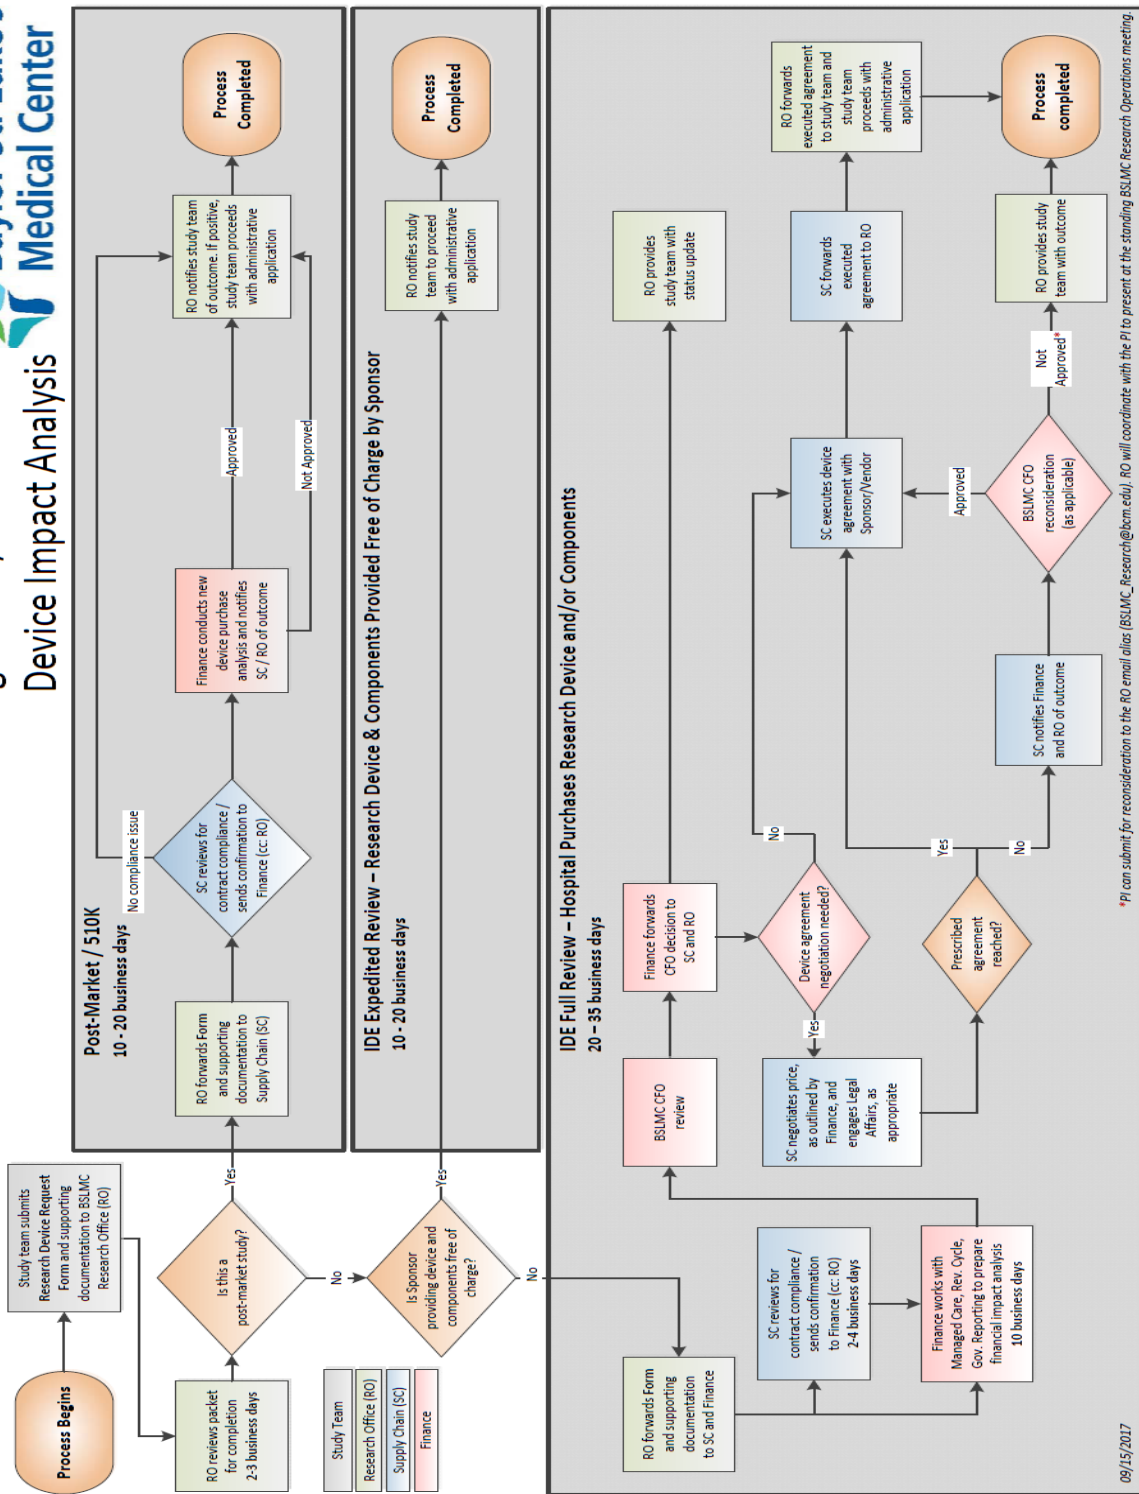 Medical Center
Device Impact Analysis
Process Begins
Study team submits
Research Device Request
Form and supporting
documentation to BSLMC
Research Office (RO)
RO reviews packet
for completion
2-3 business days
Is this a
post-market study?
Yes
No
Is Sponsor
providing device and
components free of
charge?
Yes
No
Study Team
Research Office (RO)
Supply Chain (SC)
Finance
Post-Market / 510K
10 - 20 business days
RO forwards Form
and supporting
documentation to
Supply Chain (SC)
SC reviews for
contract compliance /
sends confirmation to
Finance (cc: RO)
No compliance issue
Finance conducts new
device purchase
analysis and notifies
SC / RO of outcome
Approved
Not Approved
RO notifies study team
of outcome. If positive,
study team proceeds
with administrative
application
Process
Completed
IDE Expedited Review – Research Device & Components Provided Free of Charge by Sponsor
10 - 20 business days
RO notifies study
team to proceed
with administrative
application
Process
Completed
IDE Full Review – Hospital Purchases Research Device and/or Components
20 – 35 business days
RO forwards Form
and supporting
documentation
to SC and Finance
SC reviews for
contract compliance /
sends confirmation
to Finance (cc: RO)
2-4 business days
Finance works with
Managed Care, Rev. Cycle,
Gov. Reporting to prepare
financial impact analysis
10 business days
BSLMC CFO
review
Finance forwards
CFO decision to
SC and RO
RO provides
study team with
status update
Device agreement
negotiation needed?
Yes
No
SC negotiates price,
as outlined by
Finance, and
engages Legal
Affairs, as
appropriate
Prescribed
agreement
reached?
Yes
No
SC executes device
agreement with
Sponsor/Vendor
SC forwards
executed
agreement to RO
RO forwards
executed agreement
to study team and
study team
proceeds with
administrative
application
SC notifies Finance
and RO of outcome
BSLMC CFO
reconsideration
(as applicable)
Approved
Not
Approved*
RO provides study
team with outcome
Process
completed
09/15/2017
*PI can submit for reconsideration to the RO email alias (BSLMC_Research@bcm.edu). RO will coordinate with the PI to present at the standing BSLMC Research Operations meeting.